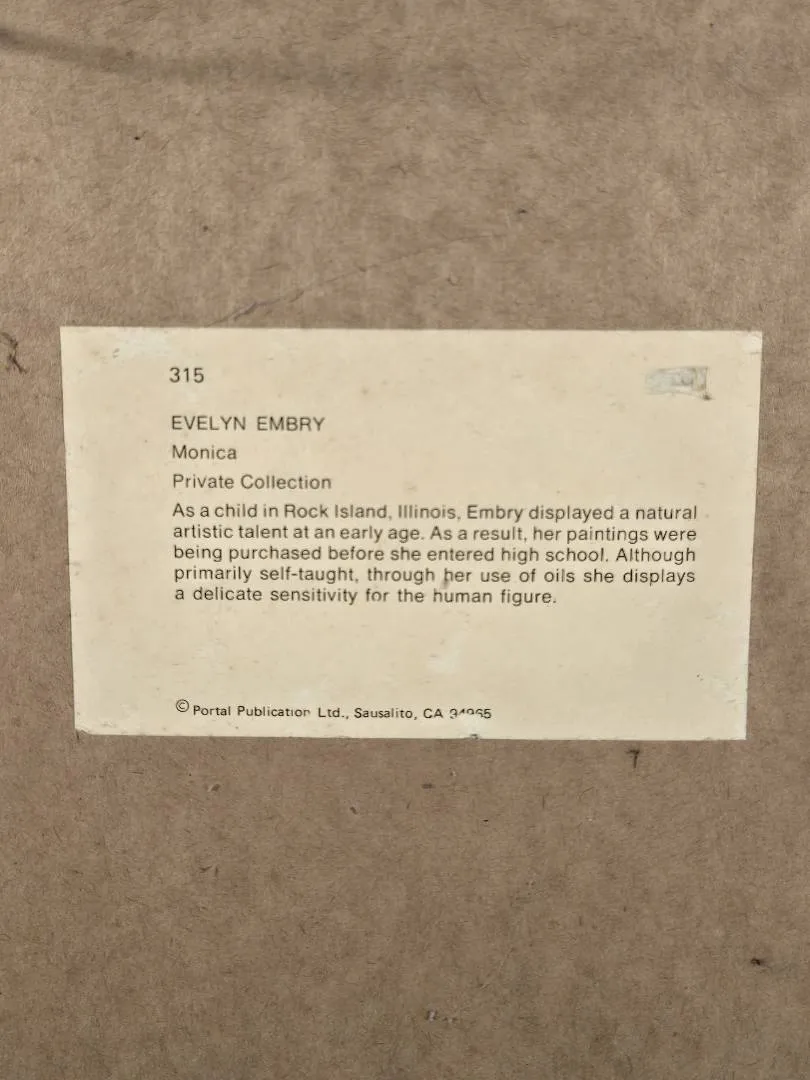 315
EVELYN EMBRY
Monica
Private Collection
As a child in Rock Island, Illinois, Embry displayed a natural
artistic talent at an early age. As a result, her paintings were
being purchased before she entered high school. Although
primarily self-taught, through her use of oils she displays
a delicate sensitivity for the human figure.
© Portal Publication Ltd., Sausalito, CA